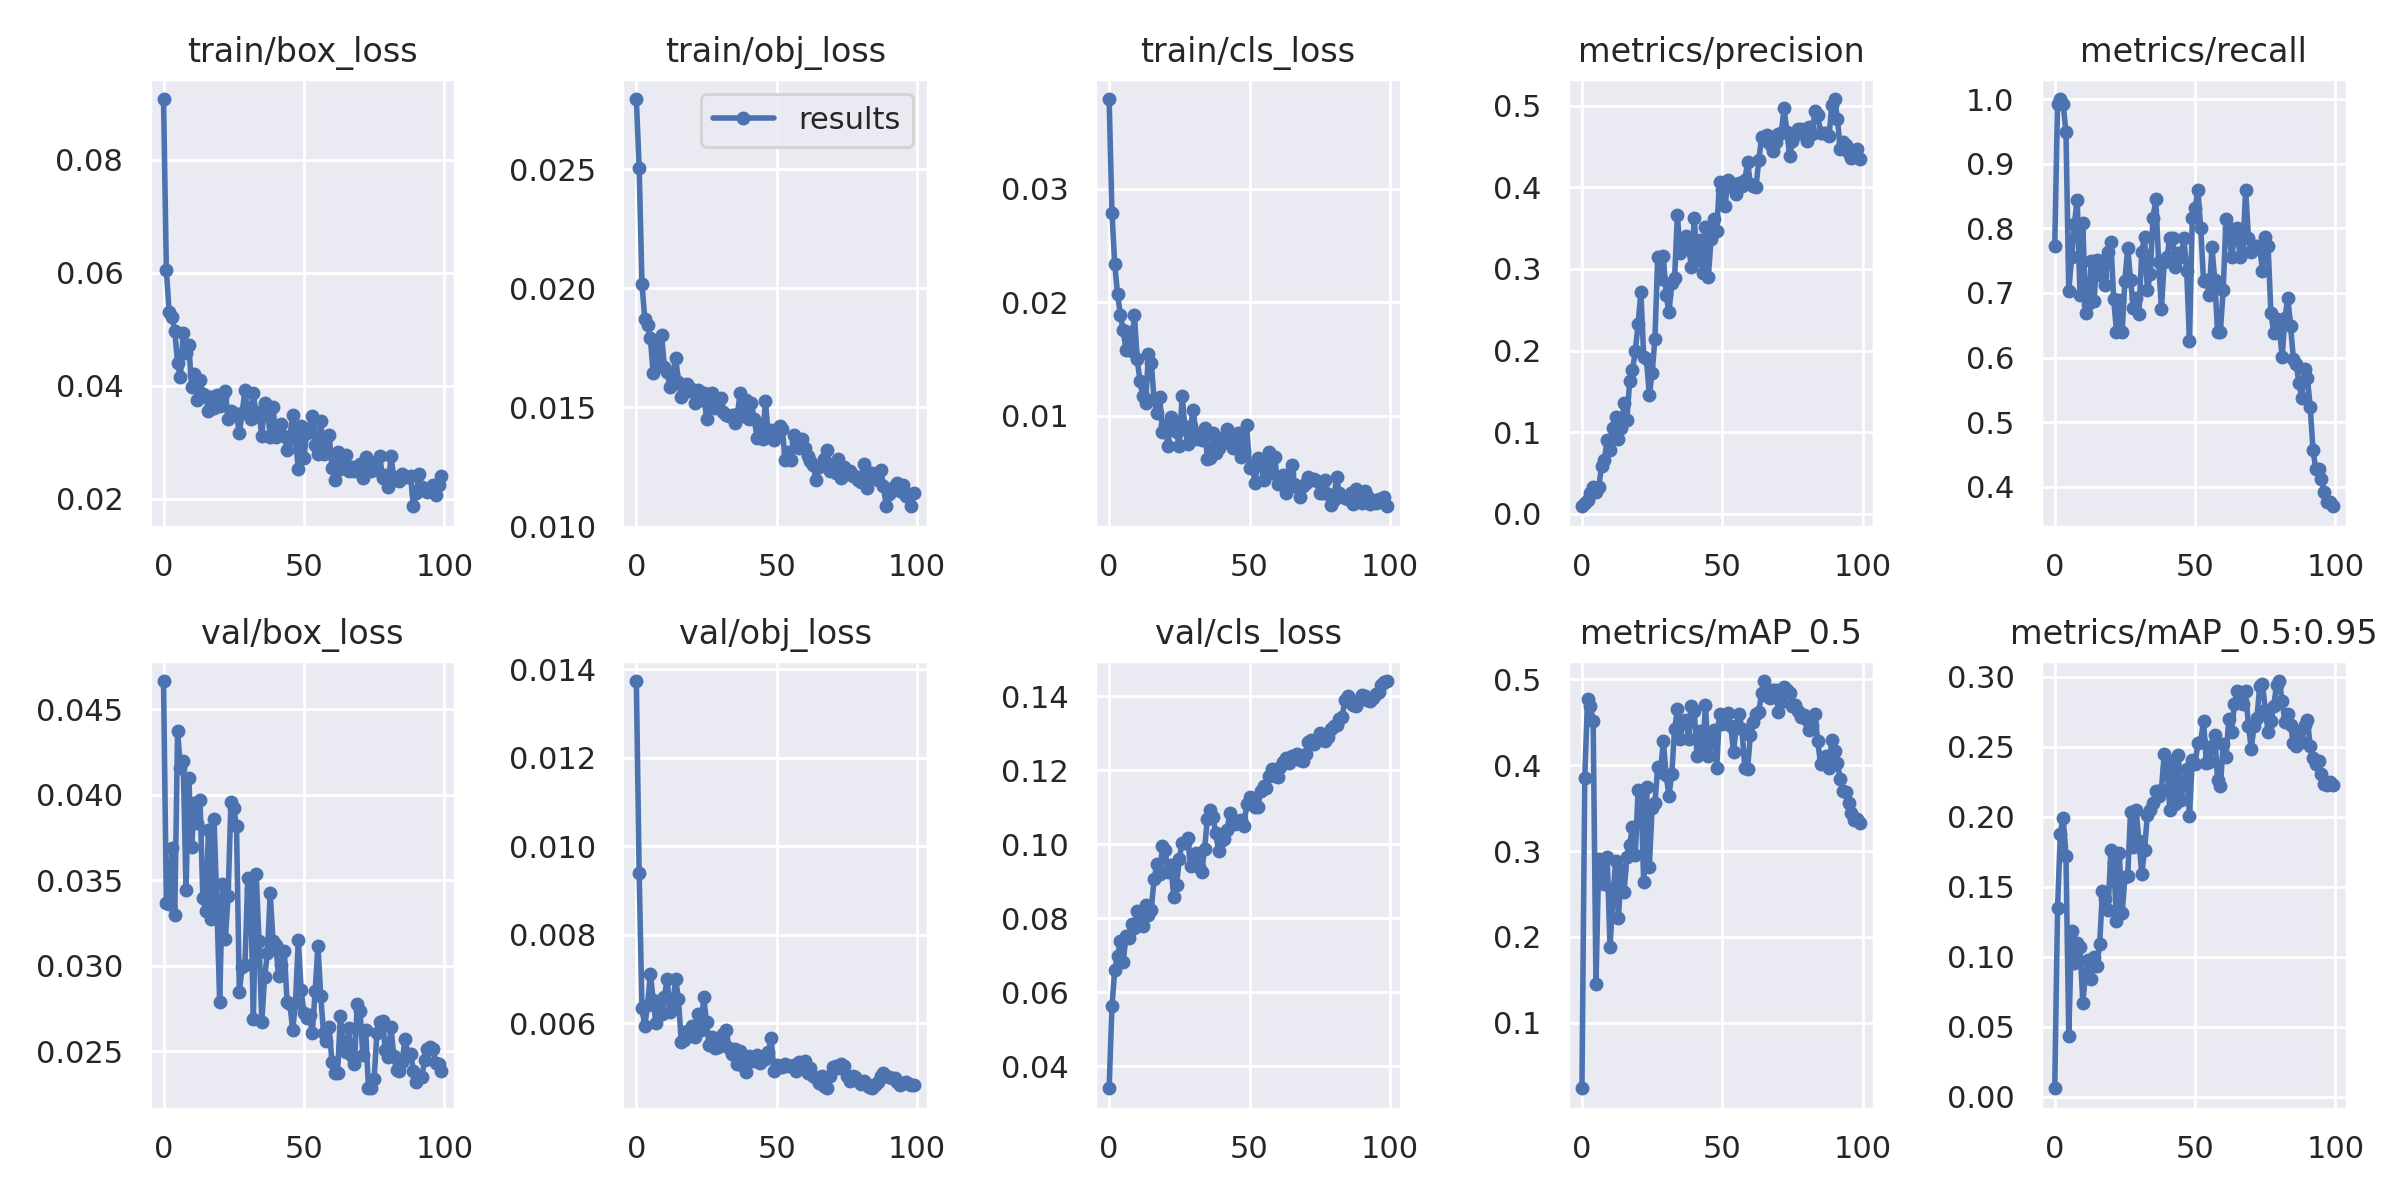 train/box_loss
0.08
0.06
0.04
0.02
0 50 100
train/obj_loss
results
0.025
0.020
0.015
0.010
0 50 100
train/cls_loss
0.03
0.02
0.01
0 50 100
metrics/precision
0.5
0.4
0.3
0.2
0.1
0.0
0 50 100
metrics/recall
1.0
0.9
0.8
0.7
0.6
0.5
0.4
0 50 100
val/box_loss
0.045
0.040
0.035
0.030
0.025
0 50 100
val/obj_loss
0.014
0.012
0.010
0.008
0.006
0 50 100
val/cls_loss
0.14
0.12
0.10
0.08
0.06
0.04
0 50 100
metrics/mAP_0.5
0.5
0.4
0.3
0.2
0.1
0 50 100
metrics/mAP_0.5:0.95
0.30
0.25
0.20
0.15
0.10
0.05
0.00
0 50 100